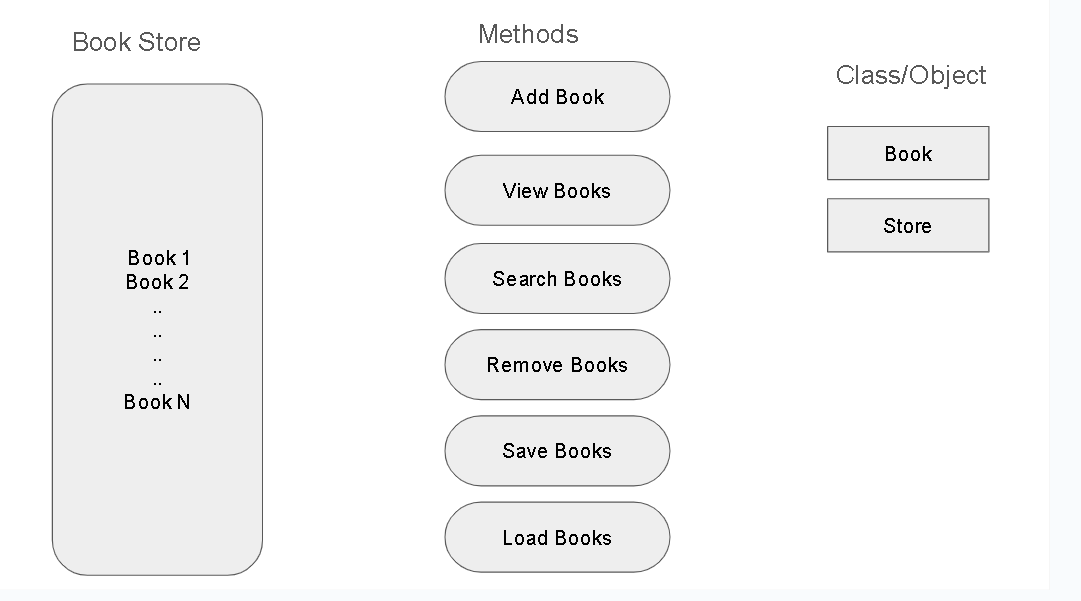 Book Store
Book 1
Book 2
..
..
..
..
Book N
Methods
Add Book
View Books
Search Books
Remove Books
Save Books
Load Books
Class/Object
Book
Store